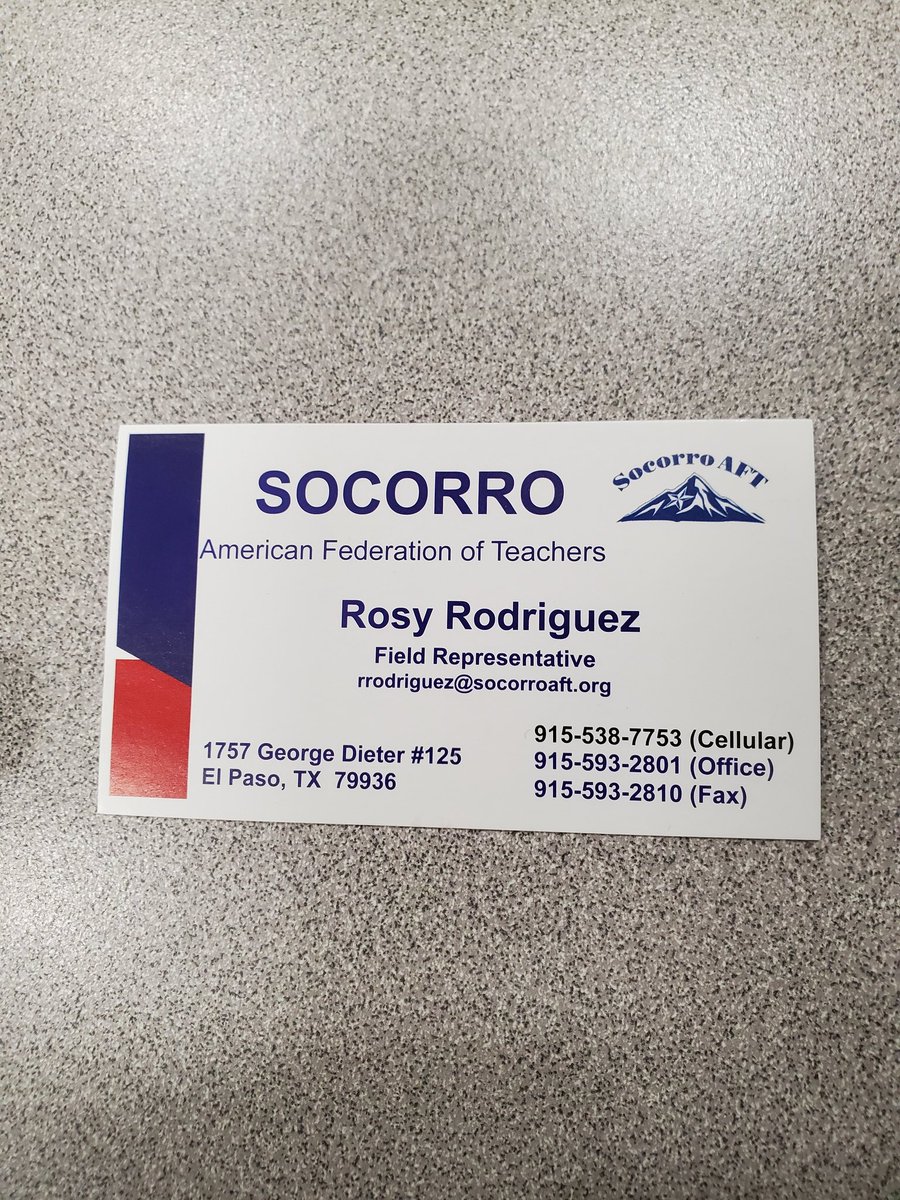 SOCORRO
Socorro AFT
American Federation of Teachers
Rosy Rodriguez
Field Representative
rrodriguez@socorroaft.org
1757 George Dieter #125
El Paso, TX 79936
915-538-7753 (Cellular)
915-593-2801 (Office)
915-593-2810 (Fax)